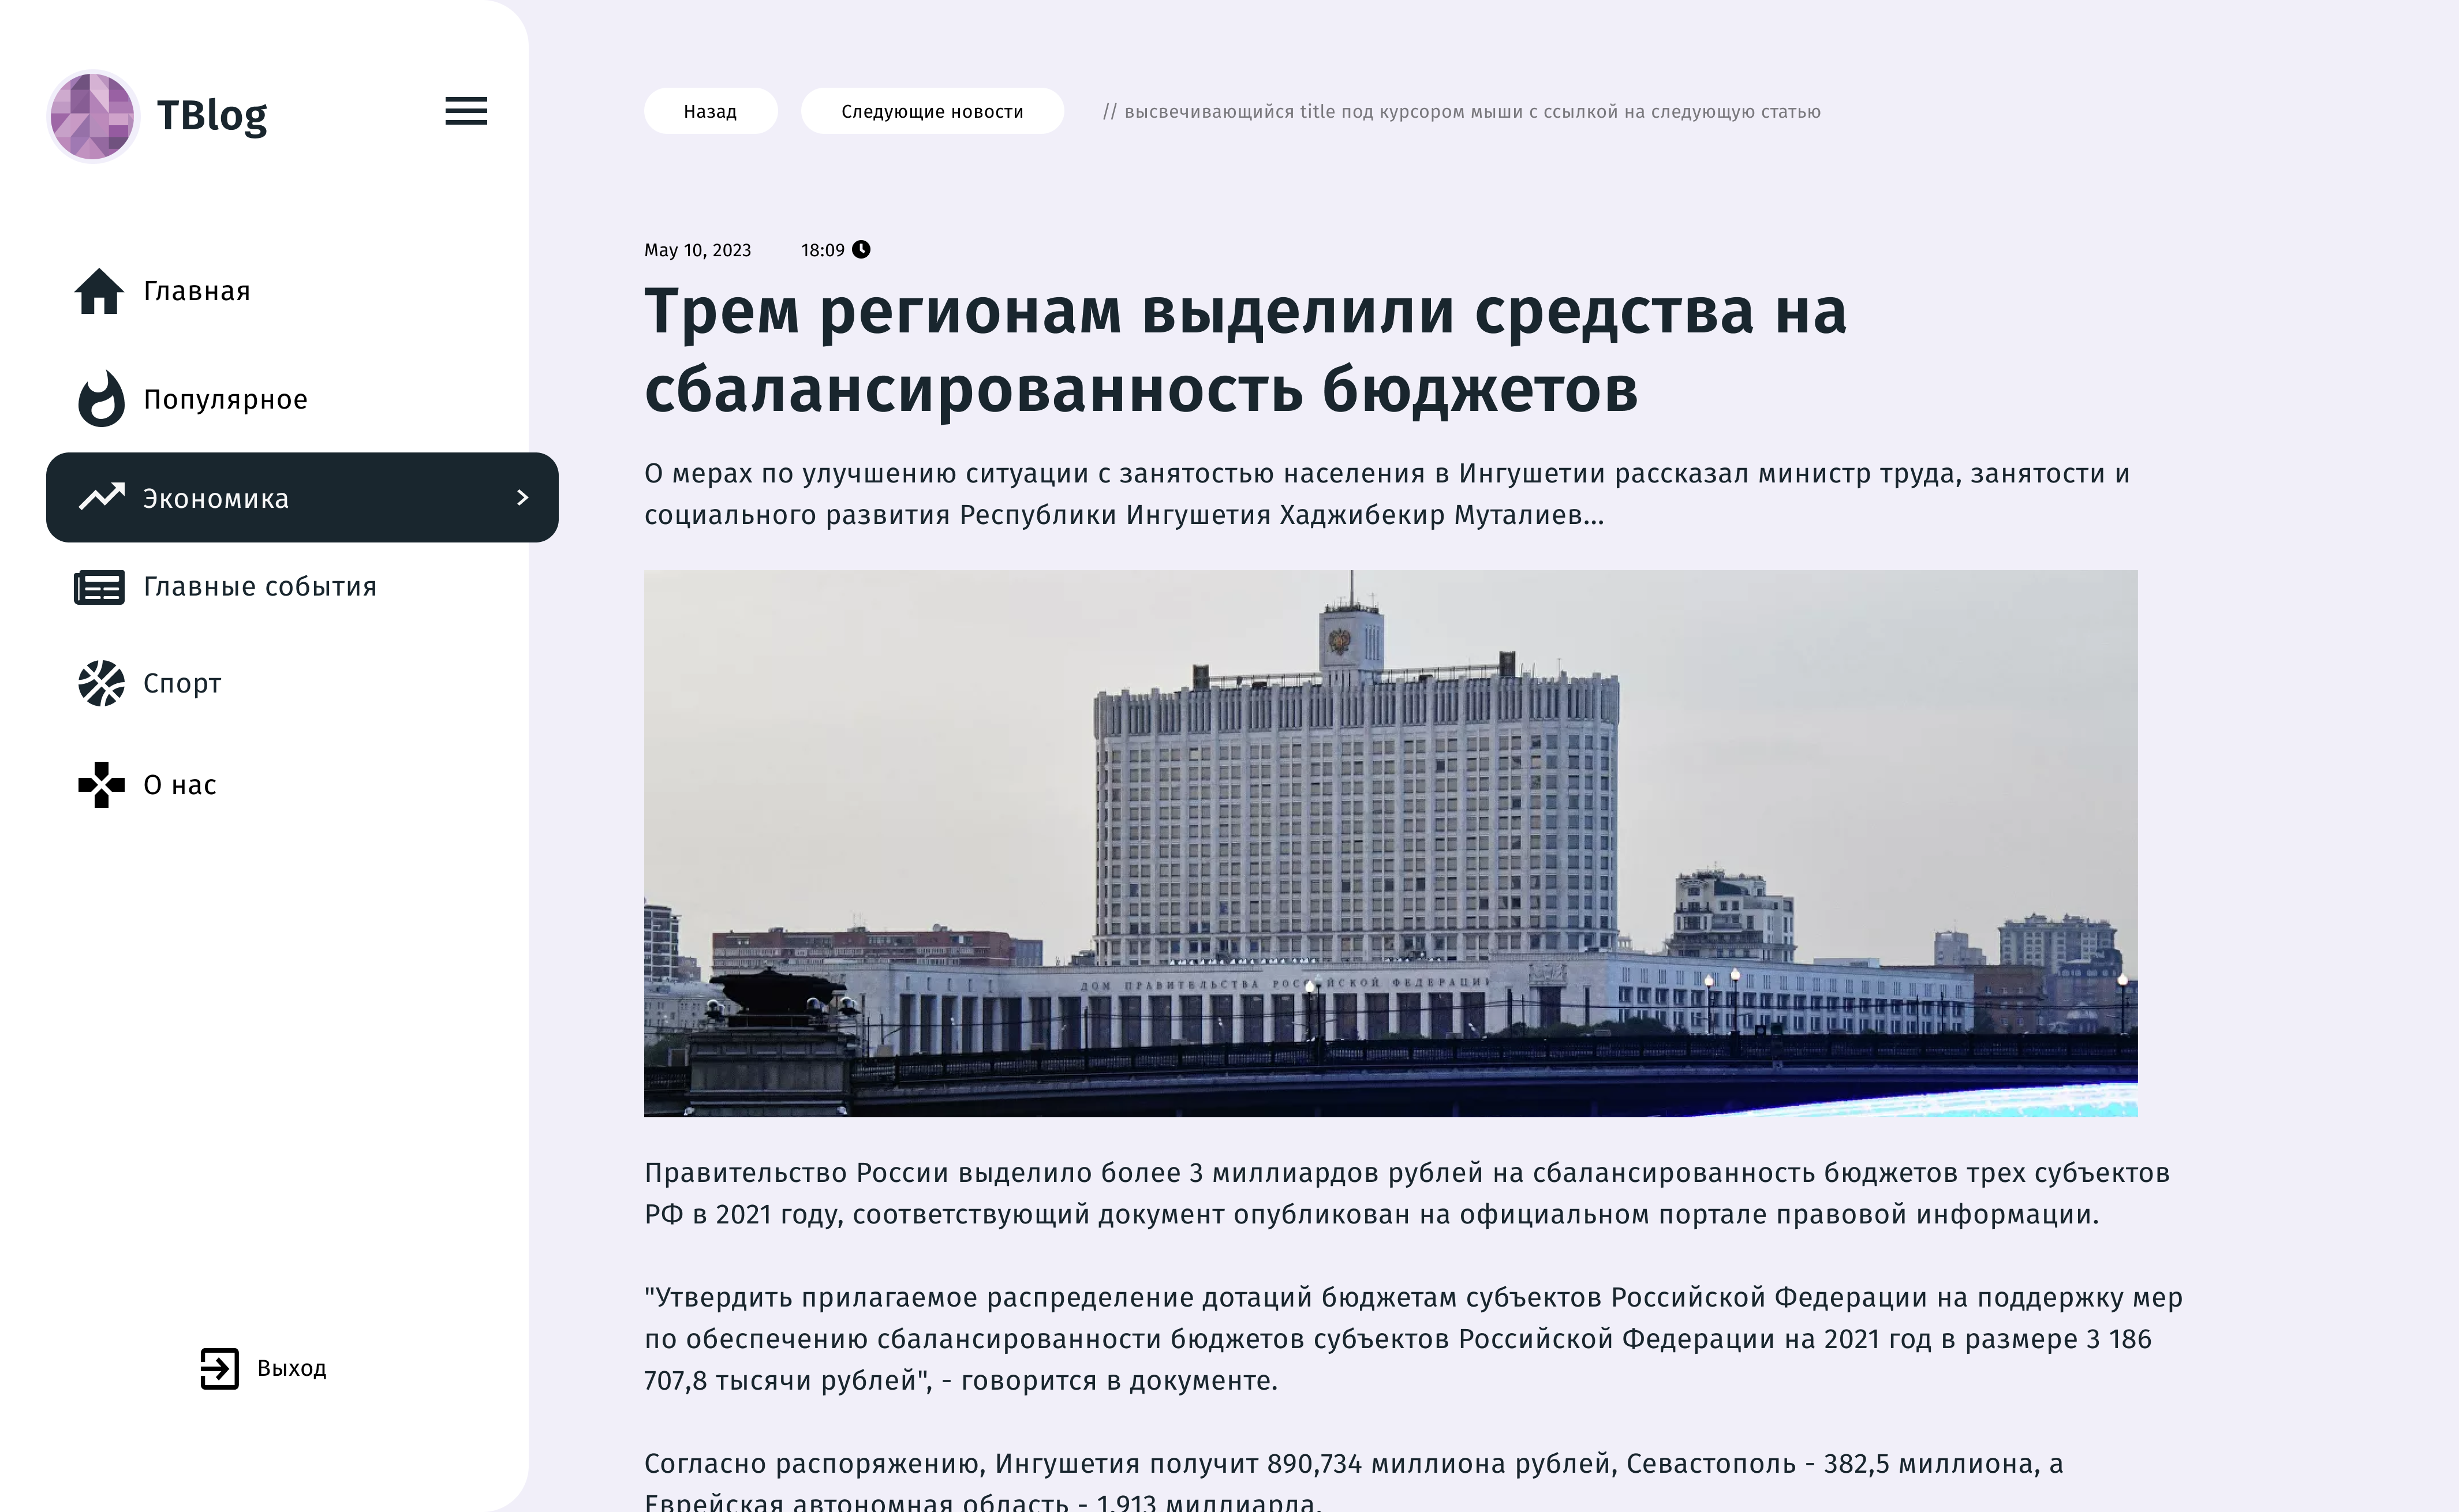 TBlog
Главная
Популярное
Экономика
Главные события
Спорт
О нас
Выход
Назад
Следующие новости
// высвечивающийся title под курсором мыши с ссылкой на следующую статью
May 10, 2023
18:09
Трем регионам выделили средства на
сбалансированность бюджетов
О мерах по улучшению ситуации с занятостью населения в Ингушетии рассказал министр труда, занятости и
социального развития Республики Ингушетия Хаджибекир Муталиев...
ДОМ ПРАВИТЕЛЬСТВА РОССИЙСКОЙ ФЕДЕРАЦИИ
Правительство России выделило более 3 миллиардов рублей на сбалансированность бюджетов трех субъектов
РФ в 2021 году, соответствующий документ опубликован на официальном портале правовой информации.
"Утвердить прилагаемое распределение дотаций бюджетам субъектов Российской Федерации на поддержку мер
по обеспечению сбалансированности бюджетов субъектов Российской Федерации на 2021 год в размере 3 186
707,8 тысячи рублей", - говорится в документе.
Согласно распоряжению, Ингушетия получит 890,734 миллиона рублей, Севастополь - 382,5 миллиона, а
Еврейская автономная область - 1,913 миллиарда.